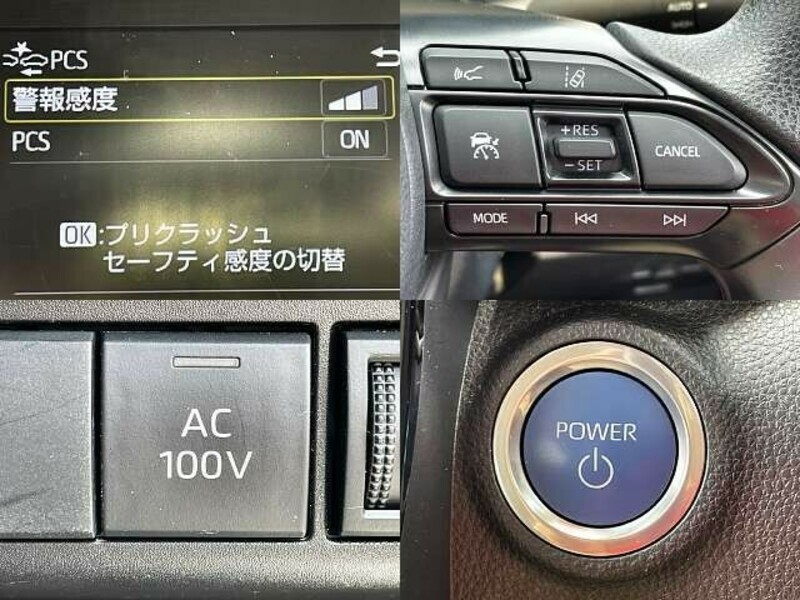 PCS
警報感度
PCS ON
OK:プリクラッシュ
セーフティ感度の切替
AUTO
+RES
-SET
CANCEL
MODE
AC
100V
POWER